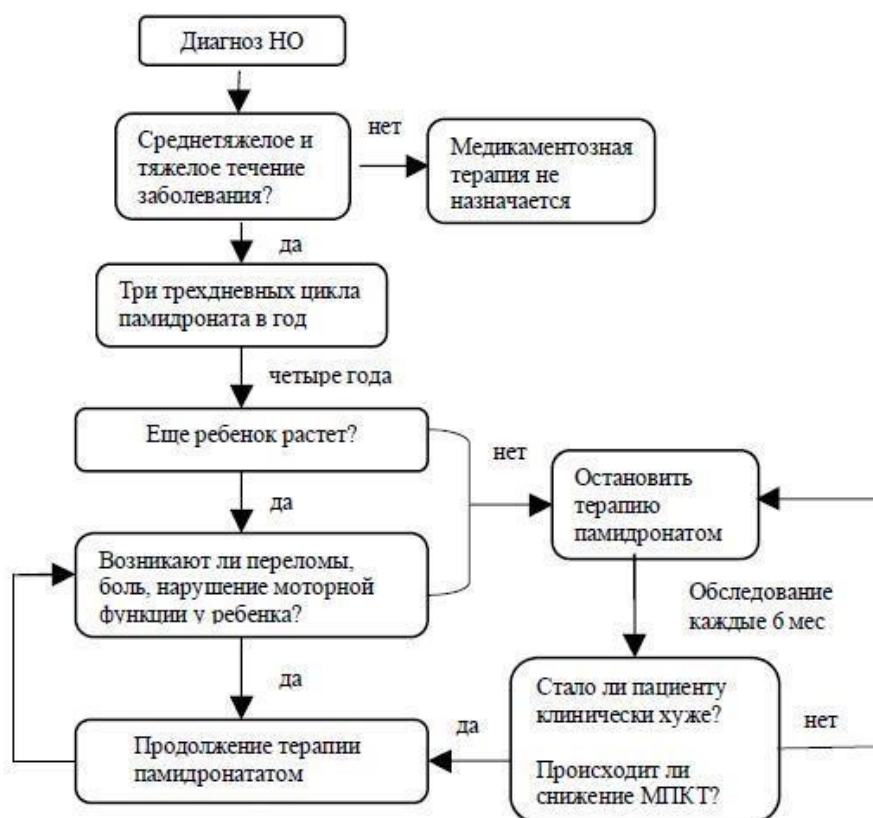 Диагноз НО
Среднетяжелое и
тяжелое течение
заболевания?
нет
Медикаментозная
терапия не
назначается
да
Три трехдневных цикла
памидроната в год
четыре года
Еще ребенок растет?
нет
Остановить
терапию
памидронатом
да
Возникают ли переломы,
боль, нарушение моторной
функции у ребенка?
Обследование
каждые 6 мес
да
Стало ли пациенту
клинически хуже?
Происходит ли
снижение МПКТ?
да
нет
Продолжение терапии
памидронататом